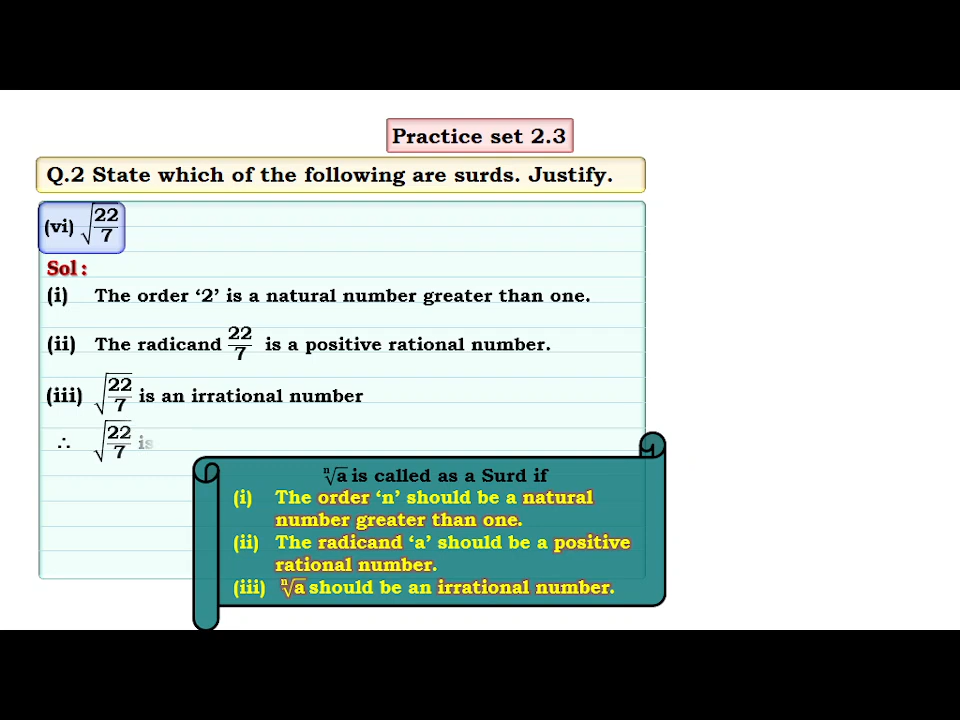 Practice set 2.3
Q.2 State which of the following are surds. Justify.
(vi) √22/7
Sol :
(i) The order ‘2’ is a natural number greater than one.
(ii) The radicand 22/7 is a positive rational number.
(iii) √22/7 is an irrational number
∴ √22/7 is
ⁿ√a is called as a Surd if
(i) The order ‘n’ should be a natural
number greater than one.
(ii) The radicand ‘a’ should be a positive
rational number.
(iii) ⁿ√a should be an irrational number.